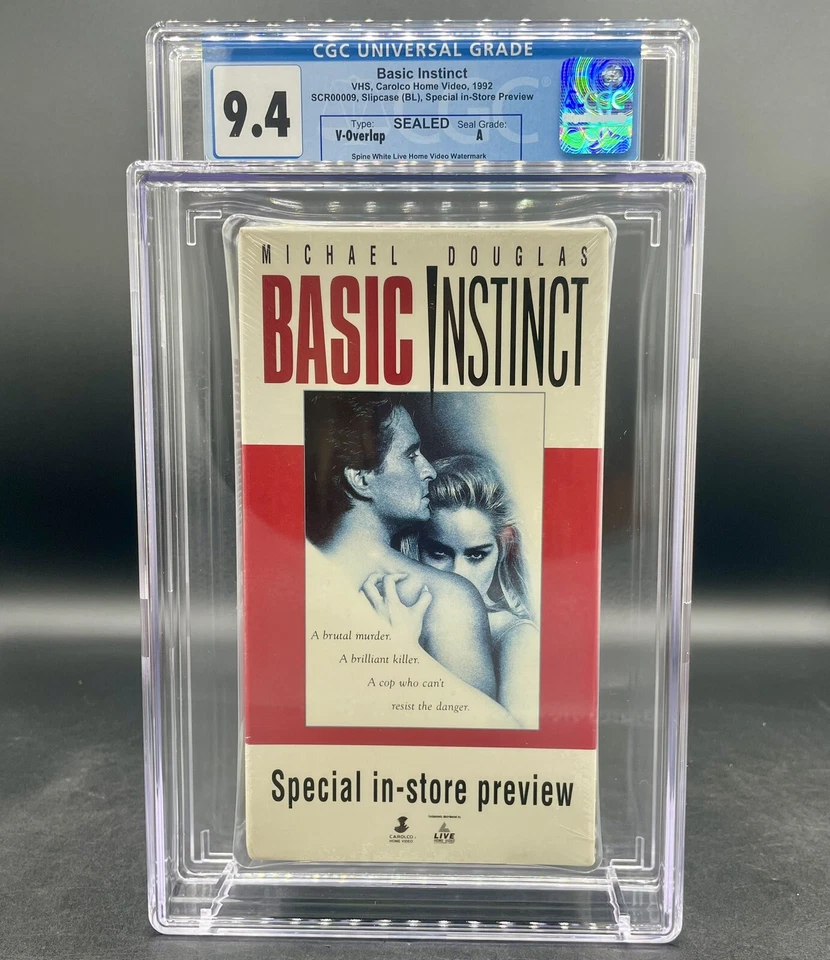 CGC UNIVERSAL GRADE
9.4
Basic Instinct
VHS, Carolco Home Video, 1992
SCR00009, Slipcase (BL), Special in-Store Preview
Type: SEALED Seal Grade:
V-Overlap A
Spine White Live Home Video Watermark
CGC
MICHAEL DOUGLAS
BASIC INSTINCT
A brutal murder.
A brilliant killer.
A cop who can't
resist the danger.
Special in-store preview
CAROLCO
HOME VIDEO
LIVE
HOME VIDEO